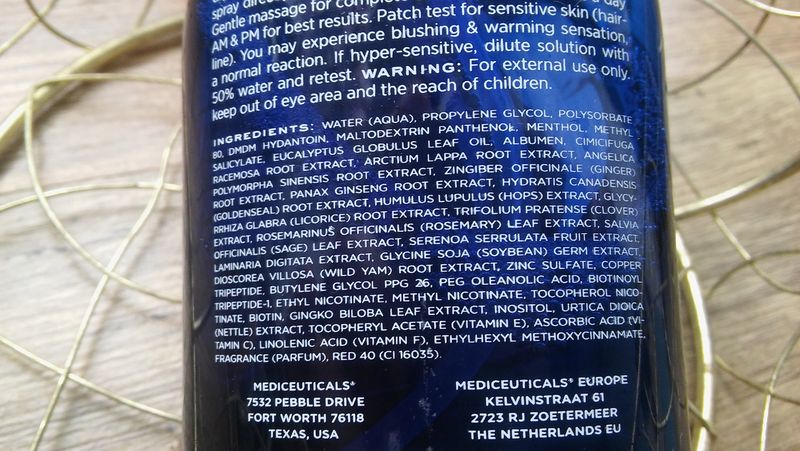 spray
Gentle massage for
AM & PM for best results. Patch test for sensitive skin (hair-
line). You may experience blushing & warming sensation,
a normal reaction. If hyper-sensitive, dilute solution with
50% water and retest. WARNING: For external use only.
keep out of eye area and the reach of children.
INGREDIENTS: WATER (AQUA), PROPYLENE GLYCOL, POLYSORBATE
80, DMDM HYDANTOIN, MALTODEXTRIN PANTHENOL, MENTHOL, METHYL
SALICYLATE, EUCALYPTUS GLOBULUS LEAF OIL, ALBUMEN, CIMICIFUGA
RACEMOSA ROOT EXTRACT, ARCTIUM LAPPA ROOT EXTRACT, ANGELICA
POLYMORPHA SINENSIS ROOT EXTRACT, ZINGIBER OFFICINALE (GINGER)
ROOT EXTRACT, PANAX GINSENG ROOT EXTRACT, HYDRATIS CANADENSIS
(GOLDENSEAL) ROOT EXTRACT, HUMULUS LUPULUS (HOPS) EXTRACT, GLYCY-
RRHIZA GLABRA (LICORICE) ROOT EXTRACT, TRIFOLIUM PRATENSE (CLOVER)
EXTRACT, ROSEMARINUS OFFICINALIS (ROSEMARY) LEAF EXTRACT, SALVIA
OFFICINALIS (SAGE) LEAF EXTRACT, SERENOA SERRULATA FRUIT EXTRACT,
LAMINARIA DIGITATA EXTRACT, GLYCINE SOJA (SOYBEAN) GERM EXTRACT,
DIOSCOREA VILLOSA (WILD YAM) ROOT EXTRACT, ZINC SULFATE, COPPER
TRIPEPTIDE, BUTYLENE GLYCOL PPG 26, PEG OLEANOLIC ACID, BIOTINOYL
TRIPEPTIDE-1, ETHYL NICOTINATE, METHYL NICOTINATE, TOCOPHEROL NICO-
TINATE, BIOTIN, GINGKO BILOBA LEAF EXTRACT, INOSITOL, URTICA DIOICA
(NETTLE) EXTRACT, TOCOPHERYL ACETATE (VITAMIN E), ASCORBIC ACID (VI-
TAMIN C), LINOLENIC ACID (VITAMIN F), ETHYLHEXYL METHOXYCINNAMATE,
FRAGRANCE (PARFUM), RED 40 (CI 16035).
MEDICEUTICALS®
7532 PEBBLE DRIVE
FORT WORTH 76118
TEXAS, USA
MEDICEUTICALS® EUROPE
KELVINSTRAAT 61
2723 RJ ZOETERMEER
THE NETHERLANDS EU